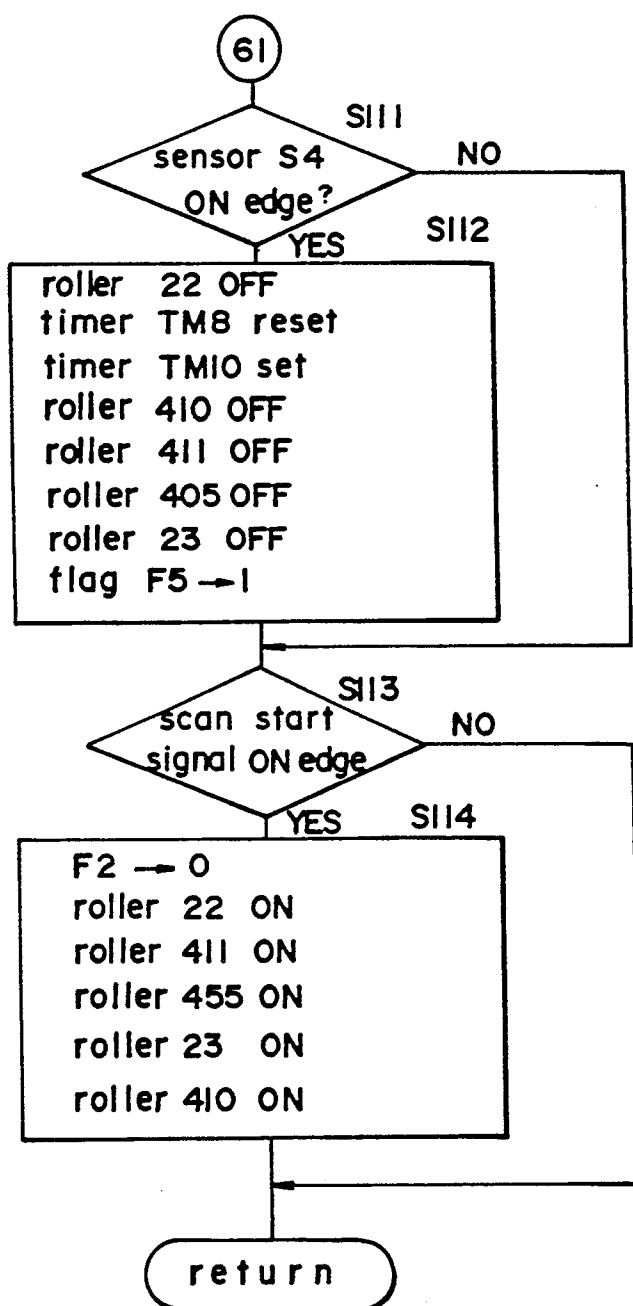 61
S111
sensor S4
ON edge?
NO
YES
S112
roller 22 OFF
timer TM8 reset
timer TM10 set
roller 410 OFF
roller 411 OFF
roller 405 OFF
roller 23 OFF
flag F5 → 1
S113
scan start
signal ON edge
NO
YES
S114
F2 → 0
roller 22 ON
roller 411 ON
roller 455 ON
roller 23 ON
roller 410 ON
return